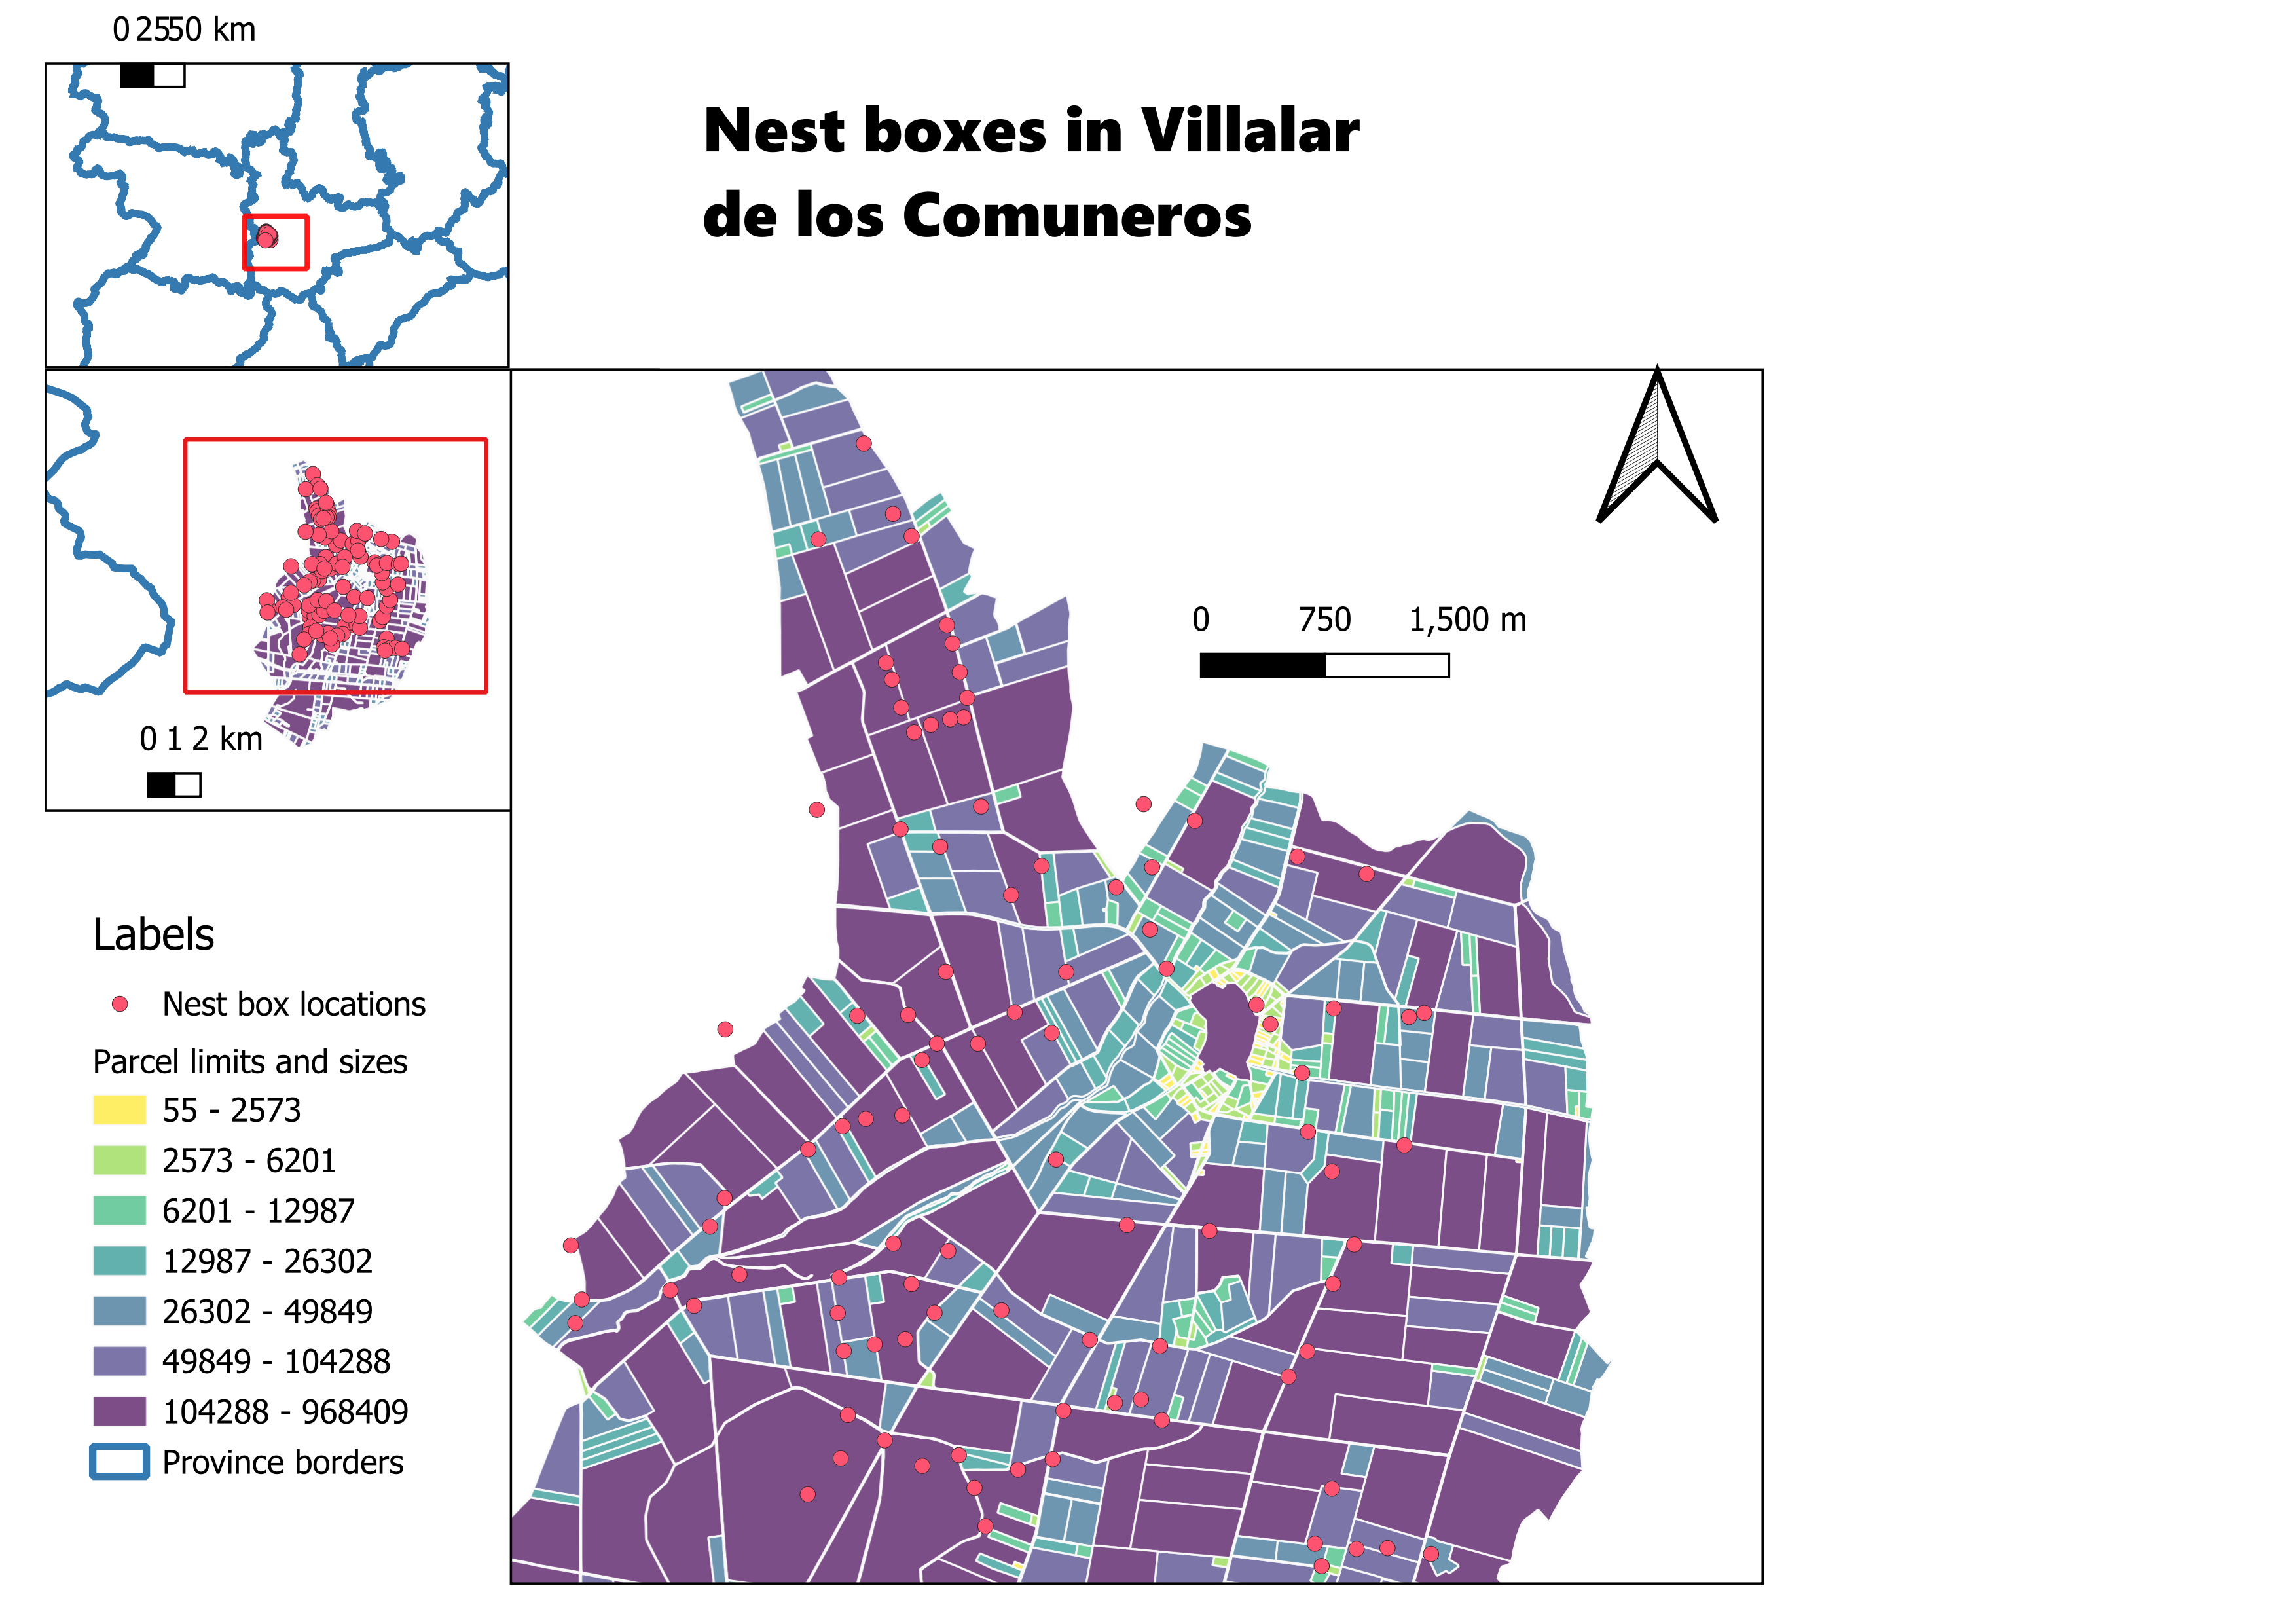 0 2550 km
Nest boxes in Villalar
de los Comuneros
0 750 1,500 m
0 1 2 km
Labels
Nest box locations
Parcel limits and sizes
55 - 2573
2573 - 6201
6201 - 12987
12987 - 26302
26302 - 49849
49849 - 104288
104288 - 968409
Province borders